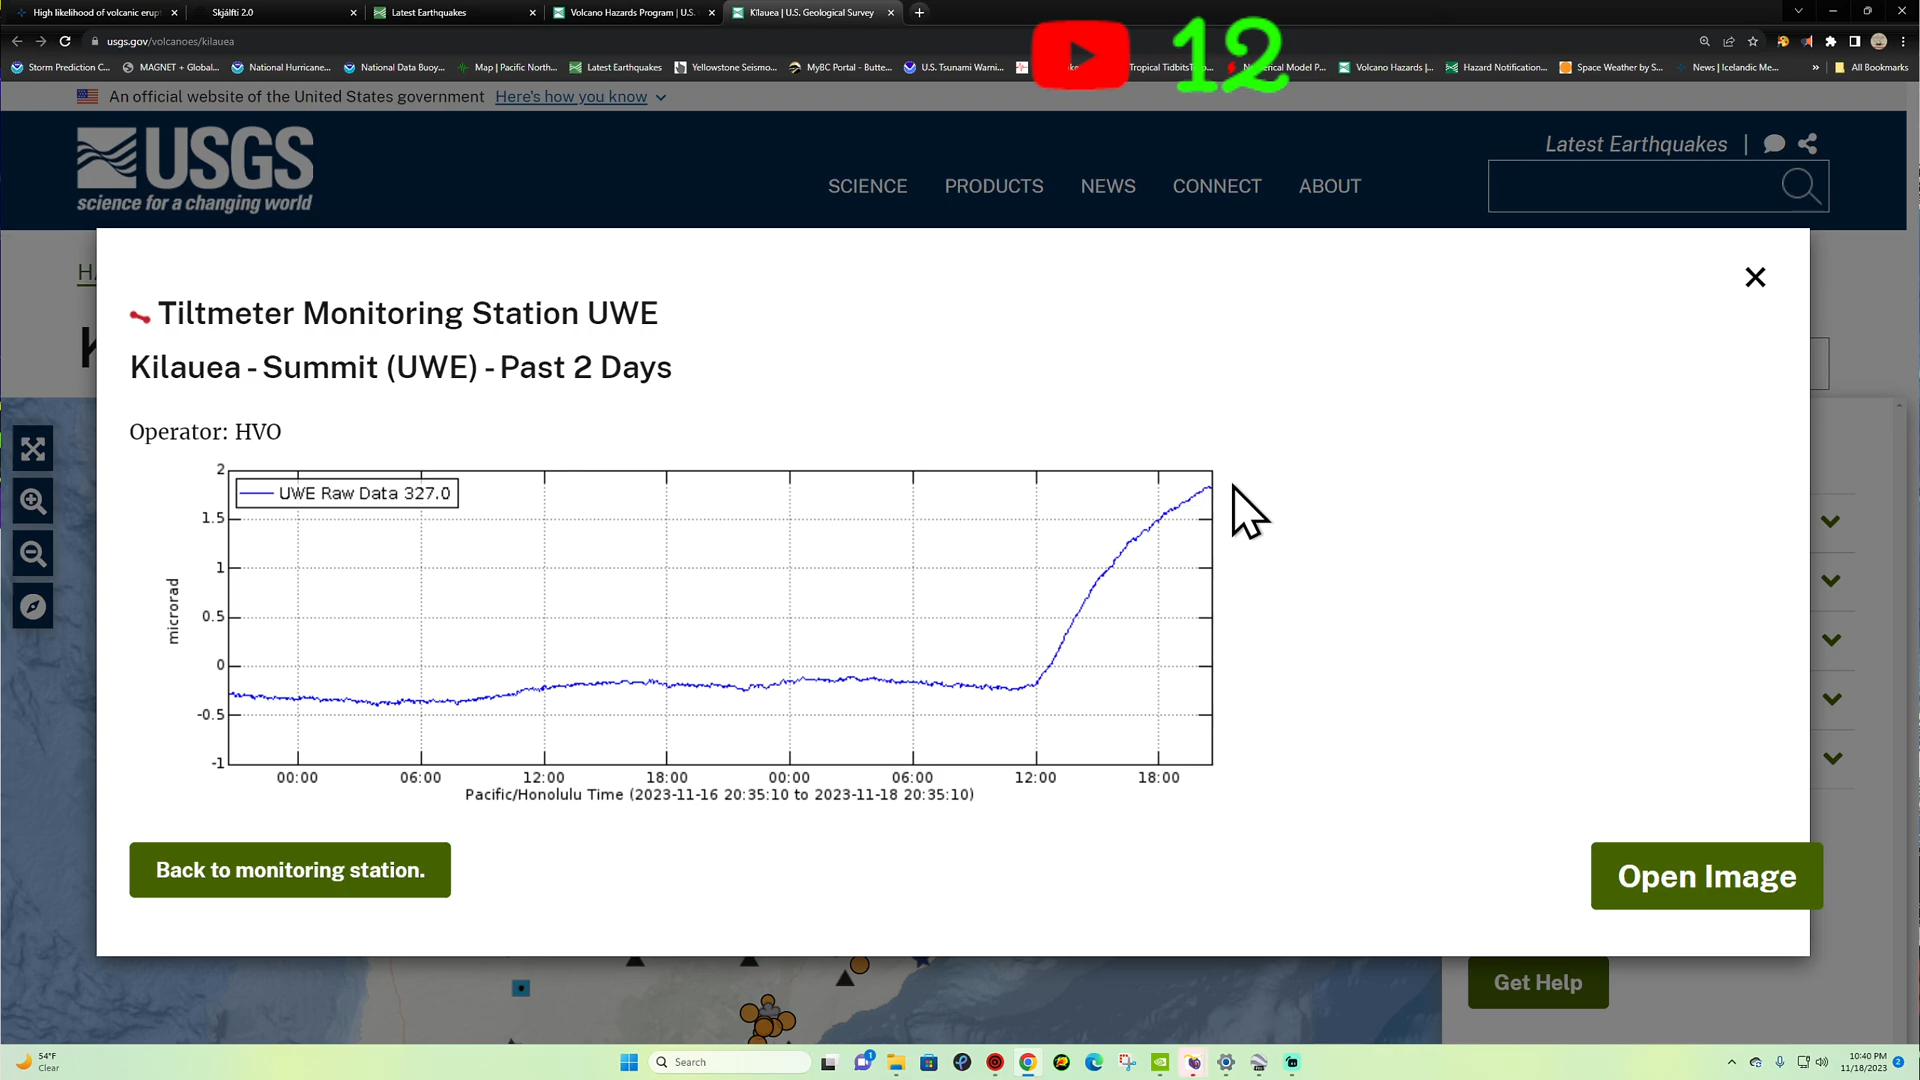 High likelihood of volcanic erupt
Skjálfti 2.0
Latest Earthquakes
Volcano Hazards Program | U.S.
Kīlauea | U.S. Geological Survey
usgs.gov/volcanoes/kilauea
12
Storm Prediction C...
MAGNET + Global...
National Hurricane...
National Data Buoy...
Map | Pacific North...
Latest Earthquakes
Yellowstone Seismo...
MyBC Portal - Butte...
U.S. Tsunami Warni...
Tropical TidbitsTrop...
Volcano Hazards |...
Hazard Notification...
Space Weather by S...
News | Icelandic Me...
»
All Bookmarks
An official website of the United States government Here's how you know
USGS
science for a changing world
SCIENCE PRODUCTS NEWS CONNECT ABOUT
Latest Earthquakes |
Tiltmeter Monitoring Station UWE
Kilauea - Summit (UWE) - Past 2 Days
Operator: HVO
UWE Raw Data 327.0
microrad
2
1.5
1
0.5
0
-0.5
-1
00:00 06:00 12:00 18:00 00:00 06:00 12:00 18:00
Pacific/Honolulu Time (2023-11-16 20:35:10 to 2023-11-18 20:35:10)
Back to monitoring station.
Open Image
Get Help
54°F
Clear
Search
1
10:40 PM
11/18/2023
2